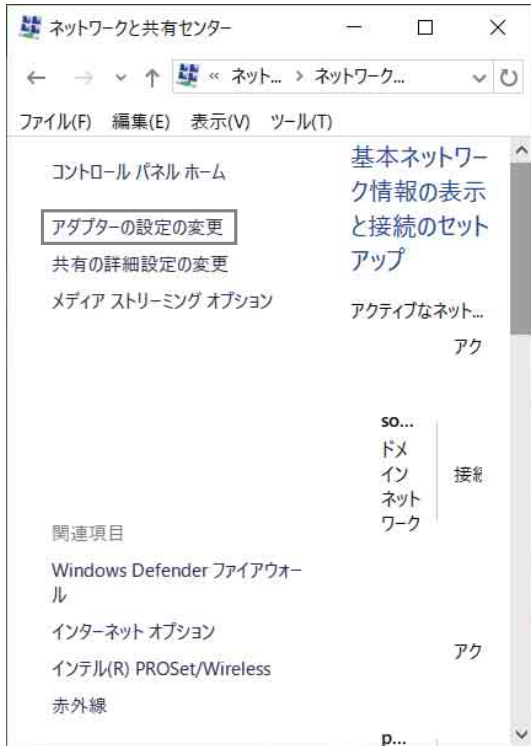 ネットワークと共有センター
« ネット... › ネットワーク...
ファイル(F) 編集(E) 表示(V) ツール(T)
コントロール パネル ホーム
アダプターの設定の変更
共有の詳細設定の変更
メディア ストリーミング オプション
基本ネットワー
ク情報の表示
と接続のセット
アップ
アクティブなネット...
アク
so...
ドメ
イン
ネット
ワーク
接続
アク
p...
関連項目
Windows Defender ファイアウォー
ル
インターネット オプション
インテル(R) PROSet/Wireless
赤外線